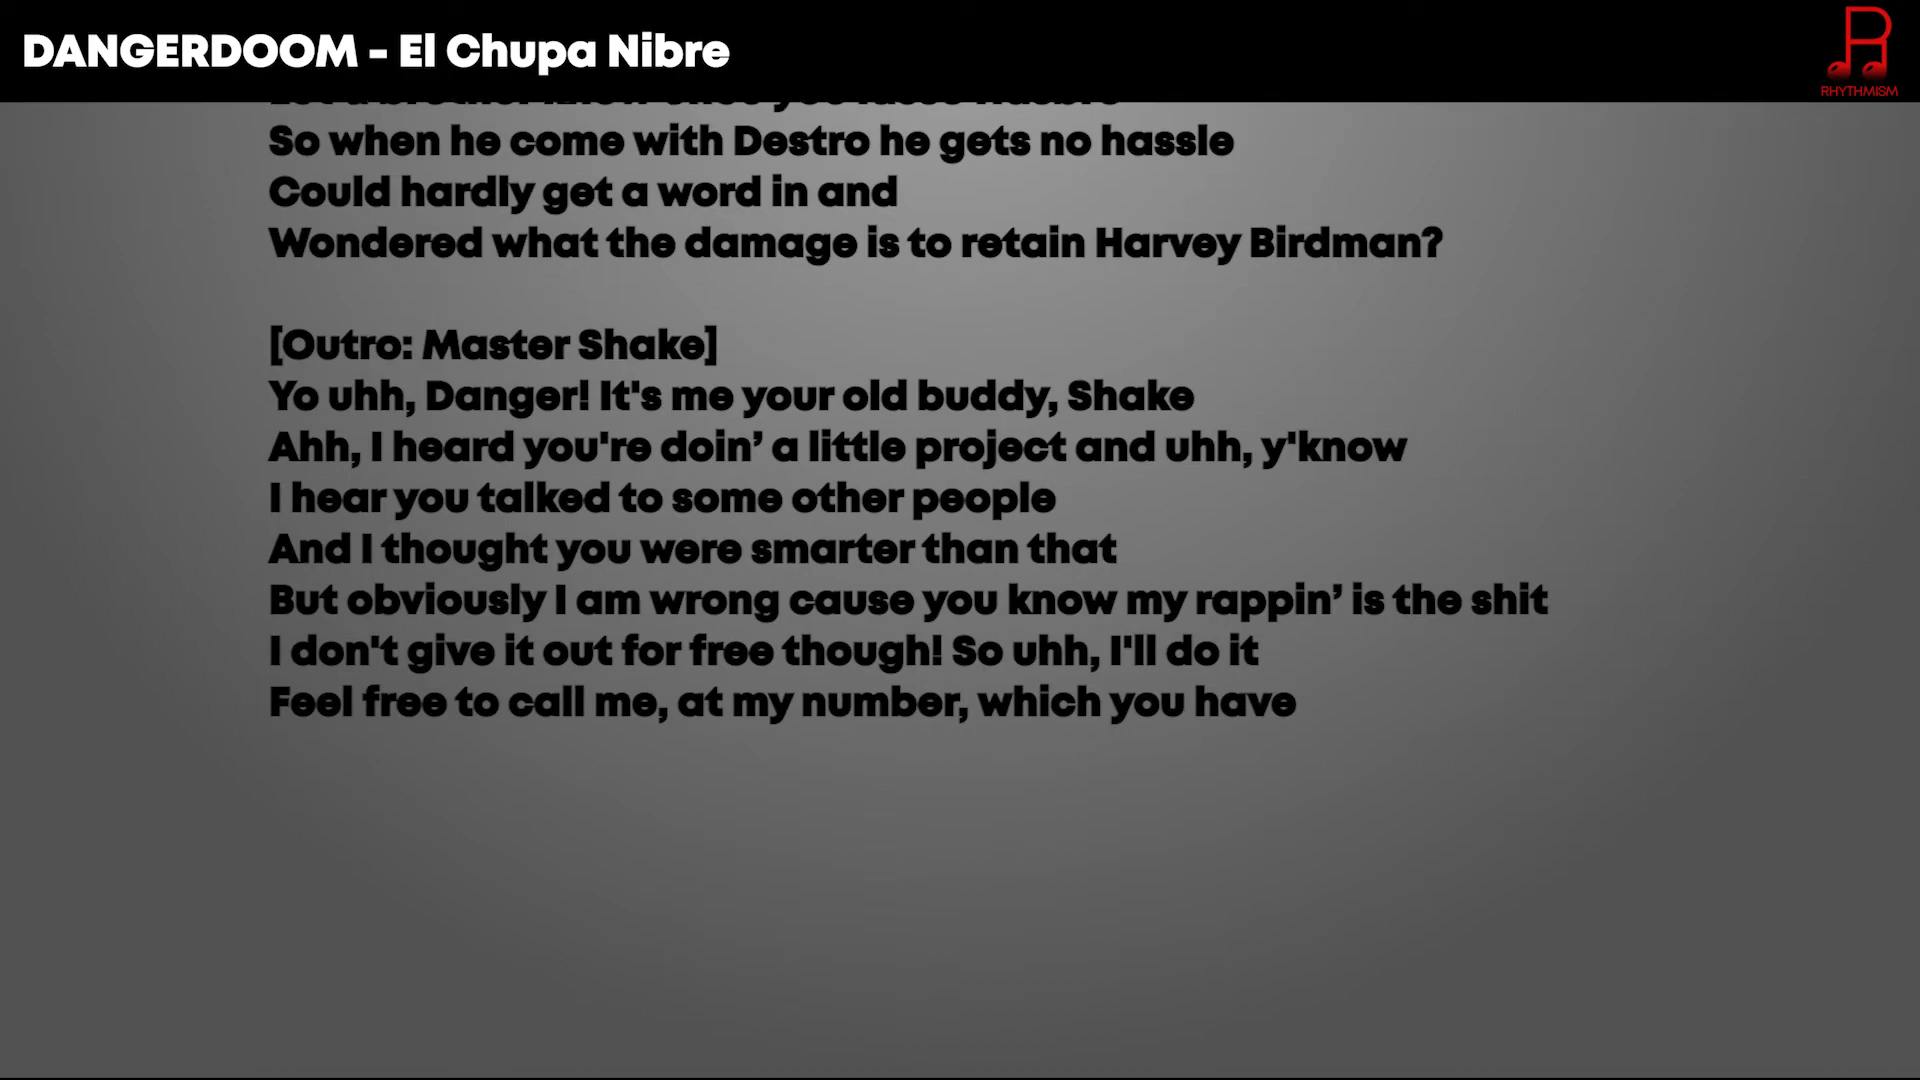 DANGERDOOM - El Chupa Nibre
RHYTHMISM
So when he come with Destro he gets no hassle
Could hardly get a word in and
Wondered what the damage is to retain Harvey Birdman?
[Outro: Master Shake]
Yo uhh, Danger! It's me your old buddy, Shake
Ahh, I heard you're doin’ a little project and uhh, y'know
I hear you talked to some other people
And I thought you were smarter than that
But obviously I am wrong cause you know my rappin’ is the shit
I don't give it out for free though! So uhh, I'll do it
Feel free to call me, at my number, which you have